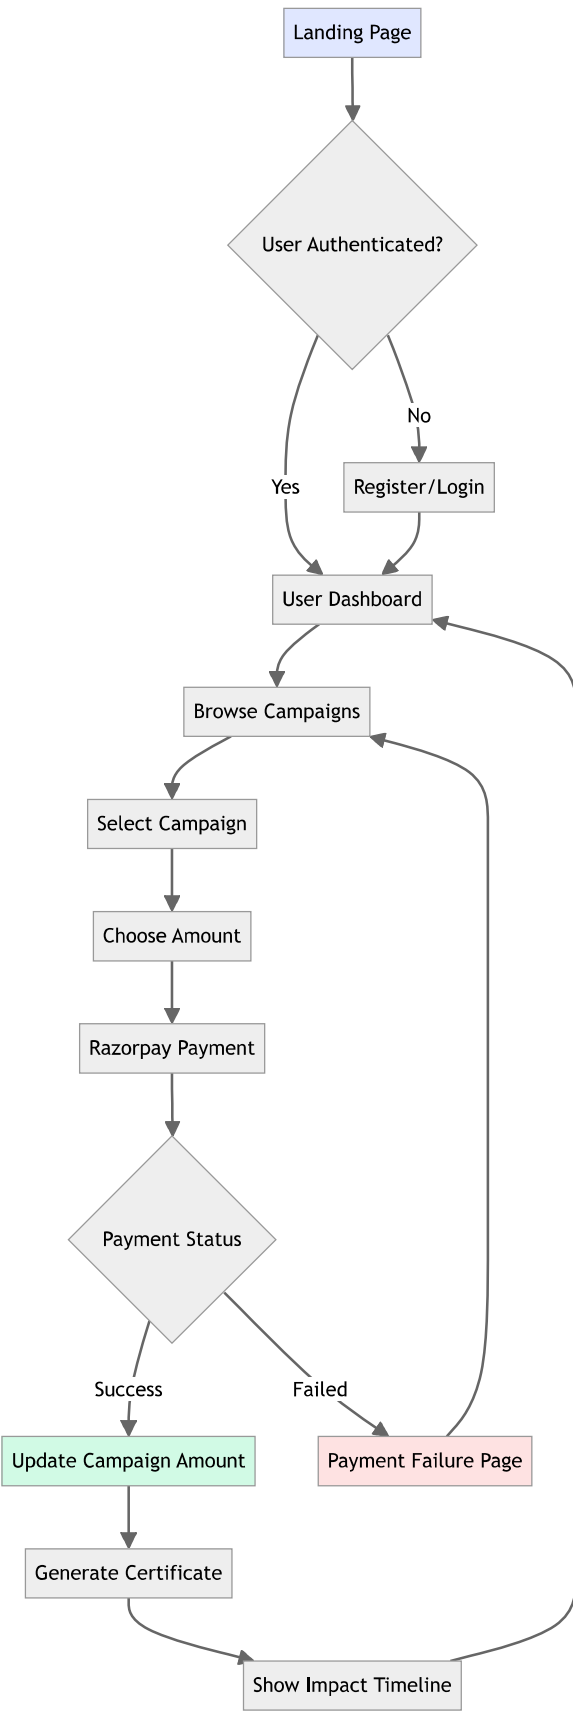 Landing Page
User Authenticated?
No
Yes
Register/Login
User Dashboard
Browse Campaigns
Select Campaign
Choose Amount
Razorpay Payment
Payment Status
Success
Failed
Update Campaign Amount
Payment Failure Page
Generate Certificate
Show Impact Timeline